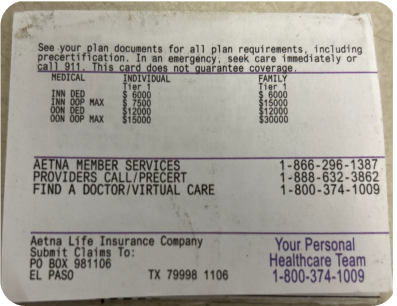 See your plan documents for all plan requirements, including
precertification. In an emergency, seek care immediately or
call 911. This card does not guarantee coverage.
MEDICAL INDIVIDUAL FAMILY
Tier 1 Tier 1
INN DED $ 6000 $ 6000
INN OOP MAX $ 7500 $15000
OON DED $12000 $12000
OON OOP MAX $15000 $30000
AETNA MEMBER SERVICES 1-866-296-1387
PROVIDERS CALL/PRECERT 1-888-632-3862
FIND A DOCTOR/VIRTUAL CARE 1-800-374-1009
Aetna Life Insurance Company
Submit Claims To:
PO BOX 981106
EL PASO TX 79998 1106
Your Personal
Healthcare Team
1-800-374-1009